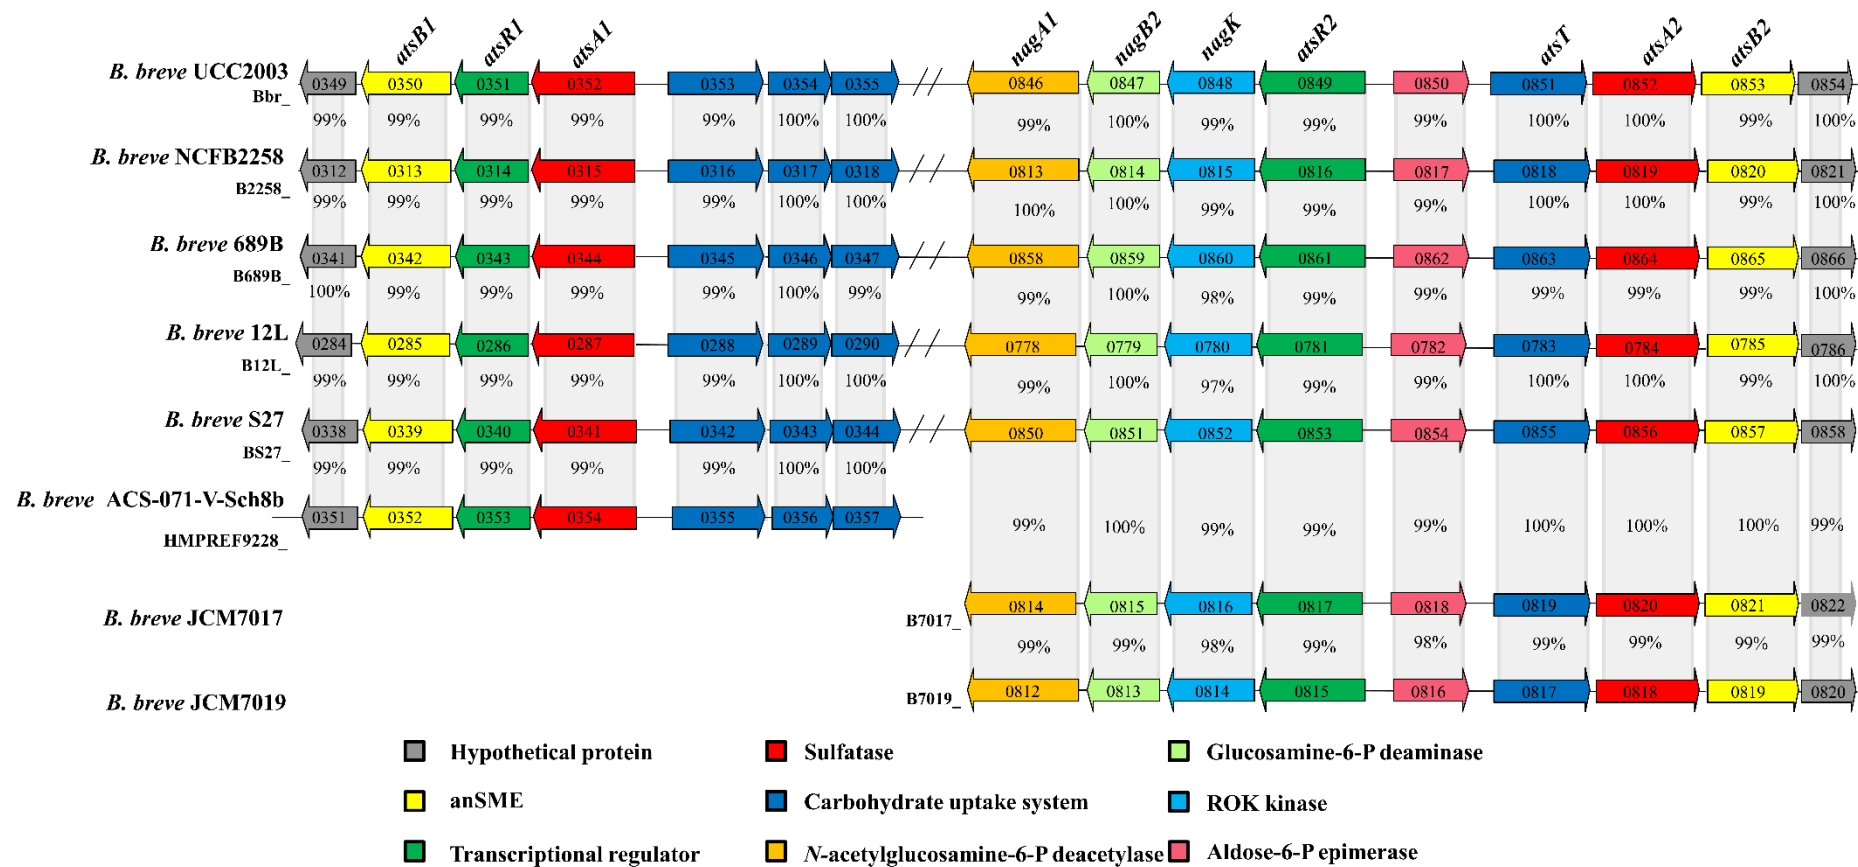 atsB1 atsR1 atsA1 nagA1 nagB2 nagK atsR2 atsT atsA2 atsB2
B. breve UCC2003
Bbr_
0349 0350 0351 0352 0353 0354 0355 0846 0847 0848 0849 0850 0851 0852 0853 0854
99% 99% 99% 99% 99% 100% 100% 99% 100% 99% 99% 99% 100% 100% 99% 100%
B. breve NCFB2258
B2258_
0312 0313 0314 0315 0316 0317 0318 0813 0814 0815 0816 0817 0818 0819 0820 0821
99% 99% 99% 99% 99% 100% 100% 100% 100% 99% 99% 99% 100% 100% 99% 100%
B. breve 689B
B689B_
0341 0342 0343 0344 0345 0346 0347 0858 0859 0860 0861 0862 0863 0864 0865 0866
100% 99% 99% 99% 99% 100% 99% 99% 100% 98% 99% 99% 99% 99% 99% 100%
B. breve 12L
B12L_
0284 0285 0286 0287 0288 0289 0290 0778 0779 0780 0781 0782 0783 0784 0785 0786
99% 99% 99% 99% 99% 100% 100% 99% 100% 97% 99% 99% 100% 100% 99% 100%
B. breve S27
BS27_
0338 0339 0340 0341 0342 0343 0344 0850 0851 0852 0853 0854 0855 0856 0857 0858
99% 99% 99% 99% 99% 100% 100%
B. breve ACS-071-V-Sch8b
HMPREF9228_
0351 0352 0353 0354 0355 0356 0357
99% 100% 99% 99% 99% 100% 100% 100% 99%
B. breve JCM7017
B7017_
0814 0815 0816 0817 0818 0819 0820 0821 0822
99% 99% 98% 99% 98% 99% 99% 99% 99%
B. breve JCM7019
B7019_
0812 0813 0814 0815 0816 0817 0818 0819 0820
Hypothetical protein Sulfatase Glucosamine-6-P deaminase
anSME Carbohydrate uptake system ROK kinase
Transcriptional regulator N-acetylglucosamine-6-P deacetylase Aldose-6-P epimerase